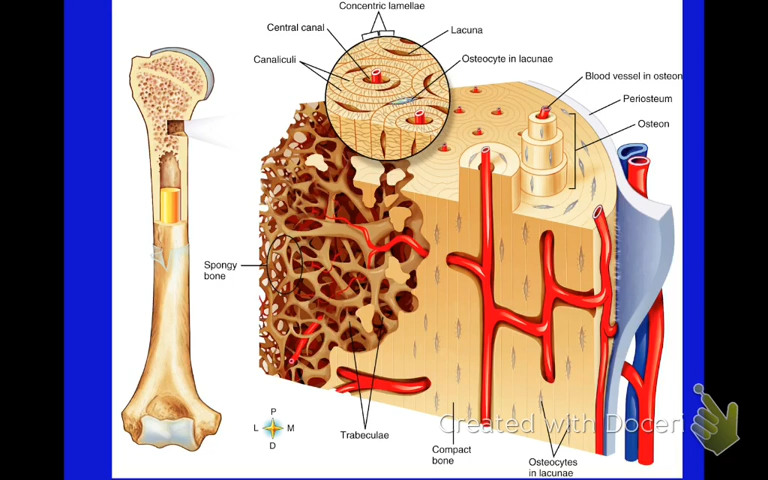 Concentric lamellae
Central canal
Lacuna
Canaliculi
Osteocyte in lacunae
Blood vessel in osteon
Periosteum
Osteon
Spongy
bone
P
L M
D
Trabeculae
Compact
bone
Osteocytes
in lacunae
Created with Doceri